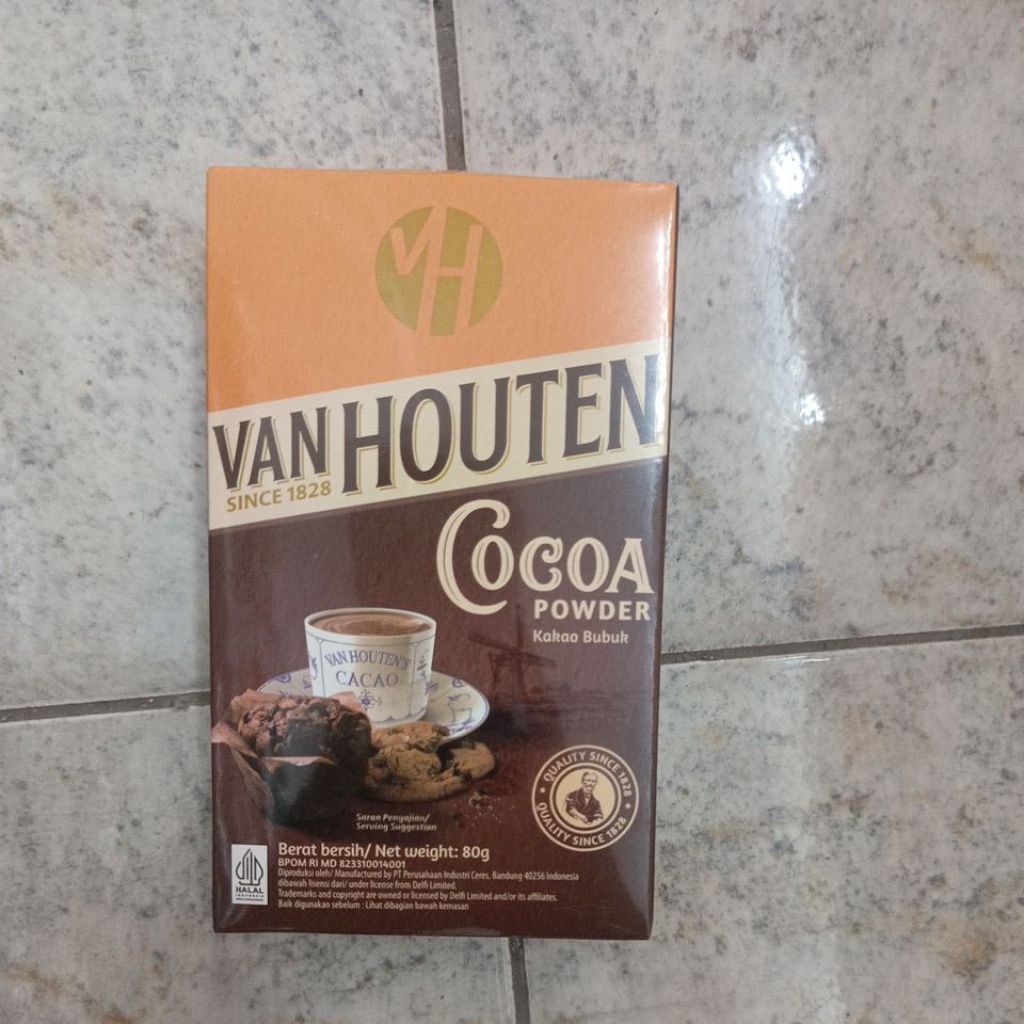 VH
VAN HOUTEN
SINCE 1828
COCOA
POWDER
Kakao Bubuk
VAN HOUTEN'S
CACAO
QUALITY SINCE 1828
QUALITY SINCE 1828
Saran Penyajian/
Serving Suggestion
Berat bersih/ Net weight: 80g
BPOM RI MD 823310014001
Diproduksi oleh/ Manufactured by PT Perusahaan Industri Ceres, Bandung 40256 Indonesia
dibawah lisensi dari/ under license from Delfi Limited.
Trademarks and copyright are owned or licensed by Delfi Limited and/or its affiliates.
Baik digunakan sebelum : Lihat dibagian bawah kemasan
HALAL
INDONESIA